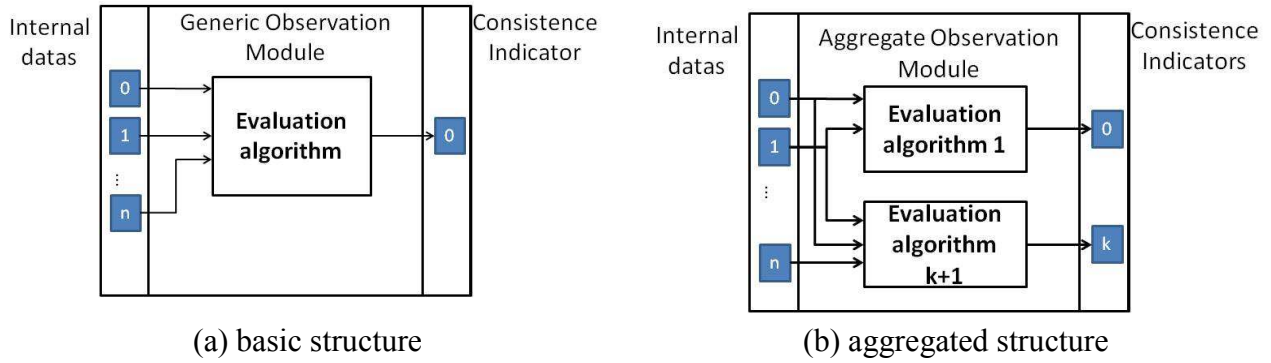 Internal
datas
Generic Observation
Module
Consistence
Indicator
0
1
...
n
Evaluation
algorithm
0
(a) basic structure
Internal
datas
Aggregate Observation
Module
Consistence
Indicators
0
1
...
n
Evaluation
algorithm 1
Evaluation
algorithm
k+1
0
k
(b) aggregated structure